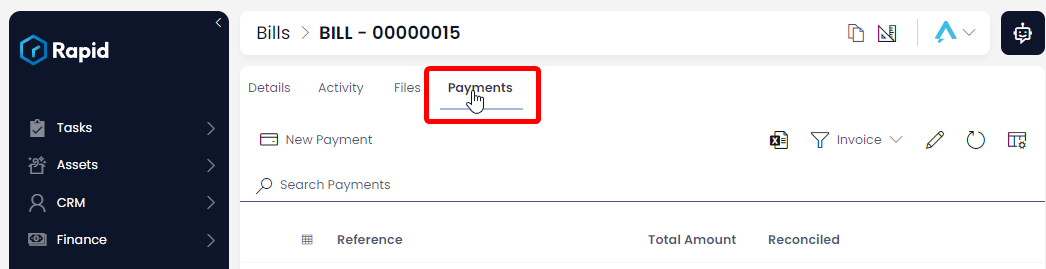 Rapid
Bills > BILL - 00000015
Details Activity Files Payments
New Payment Invoice
Search Payments
Tasks
Assets
CRM
Finance
Reference Total Amount Reconciled